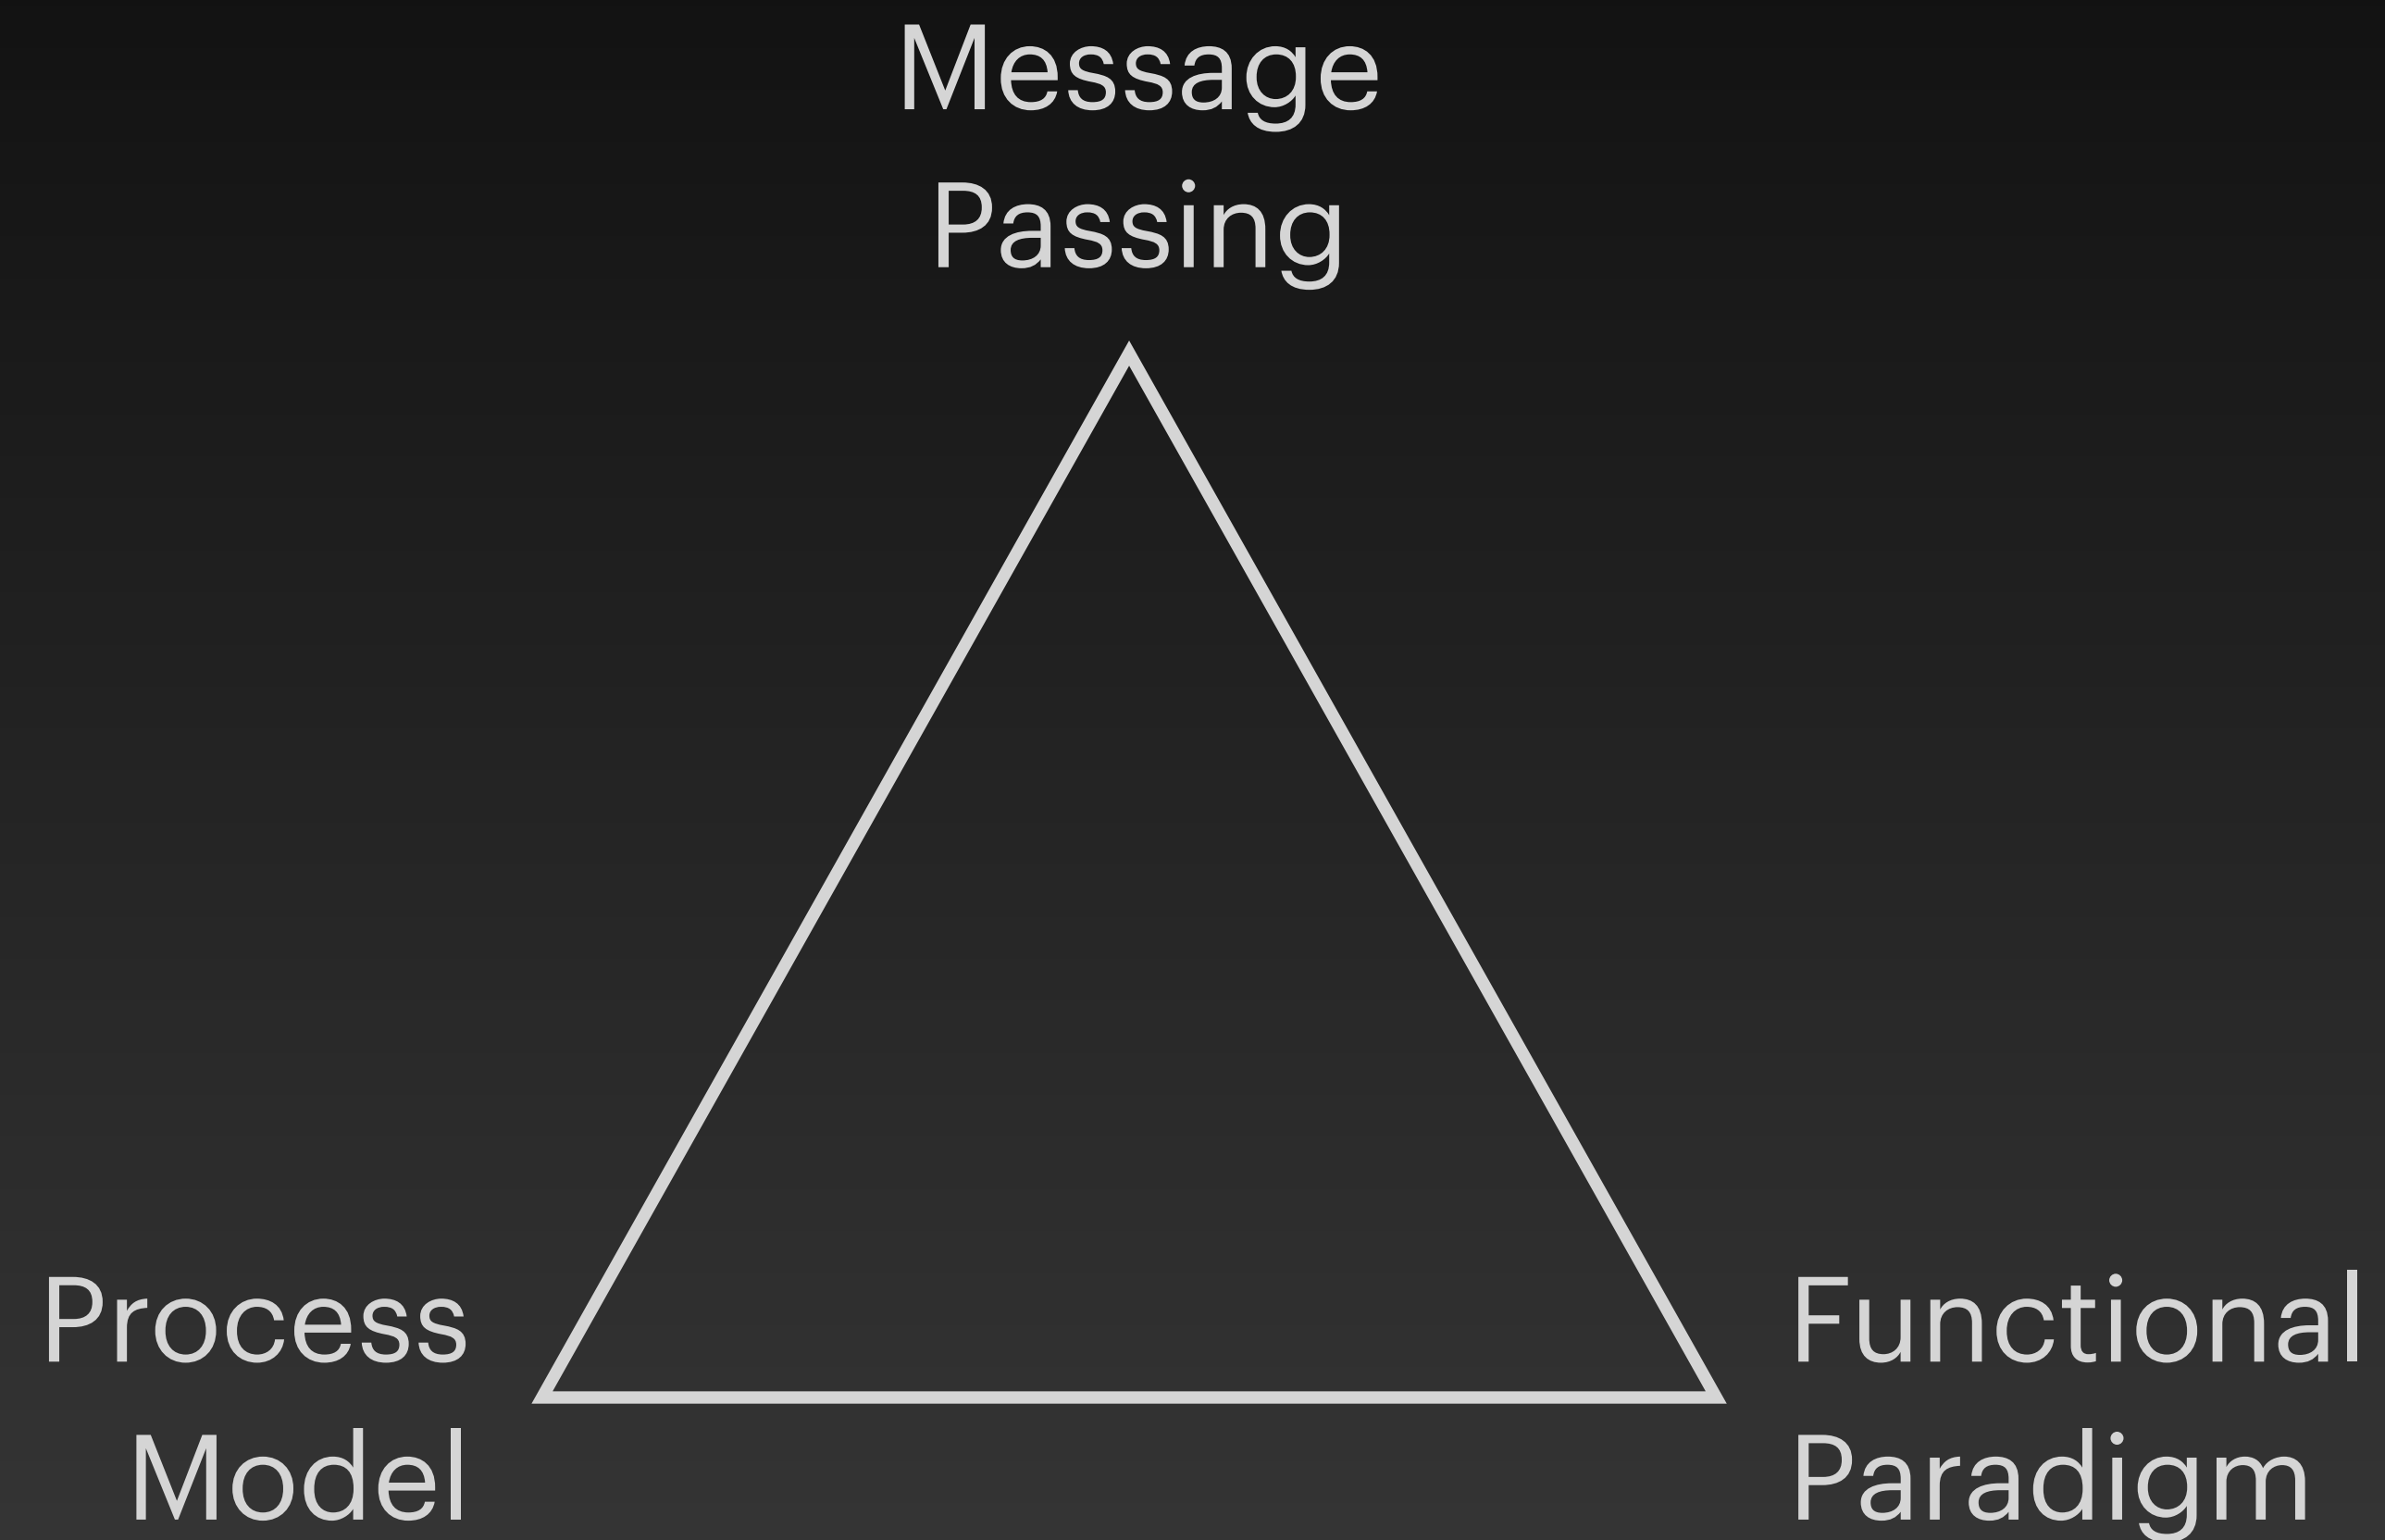 Message
Passing
Process
Model
Functional
Paradigm